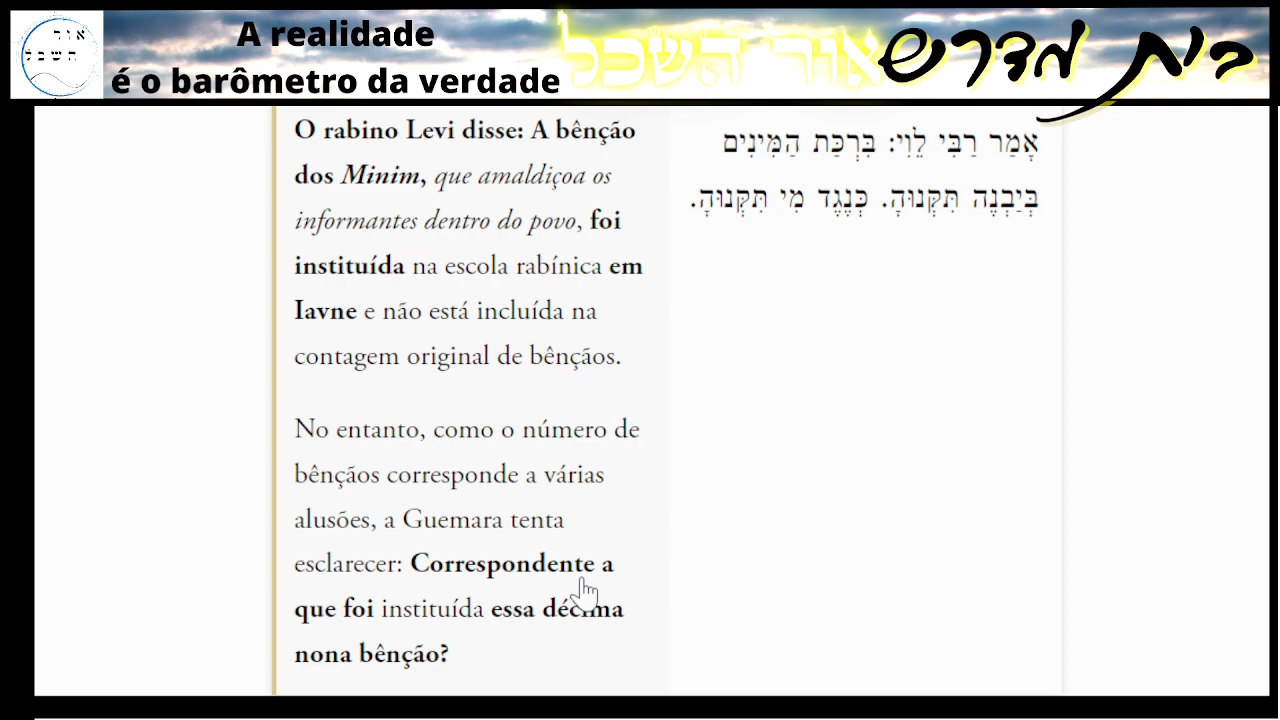 אור
השכל
A realidade
é o barômetro da verdade
אור השכל
בית מדרש
O rabino Levi disse: A bênção
dos Minim, que amaldiçoa os
informantes dentro do povo, foi
instituída na escola rabínica em
Iavne e não está incluída na
contagem original de bênçãos.
No entanto, como o número de
bênçãos corresponde a várias
alusões, a Guemara tenta
esclarecer: Correspondente a
que foi instituída essa décima
nona bênção?
אָמַר רַבִּי לֵוִי: בִּרְכַּת הַמִּינִים
בְּיַבְנֶה תִּקְּנוּהָ. כְּנֶגֶד מִי תִּקְּנוּהָ.